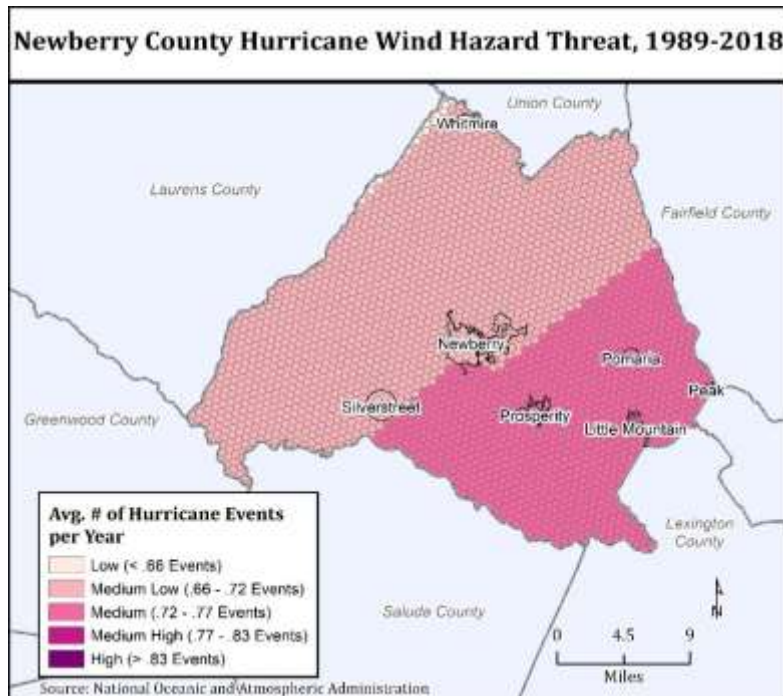 Newberry County Hurricane Wind Hazard Threat, 1989-2018
Union County
Whitmire
Laurens County
Fairfield County
Newberry
Pomaria
Peak
Silverstreet
Prosperity
Greenwood County
Little Mountain
Avg. # of Hurricane Events
per Year
Low (< .66 Events)
Medium Low (.66 - .72 Events)
Medium (.72 - .77 Events)
Medium High (.77 - .83 Events)
High (> .83 Events)
Lexington
County
Saluda County
N
0 4.5 9
Miles
Source: National Oceanic and Atmospheric Administration